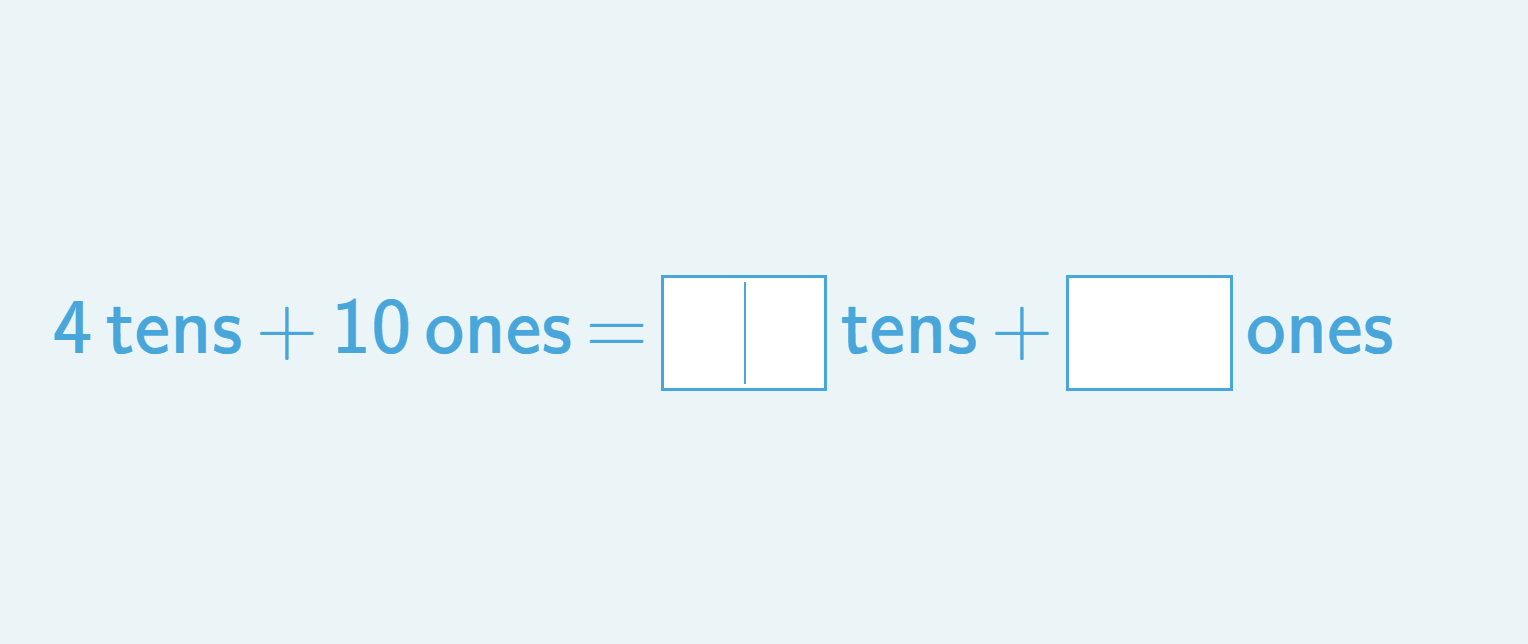 4 tens + 10 ones = tens + ones